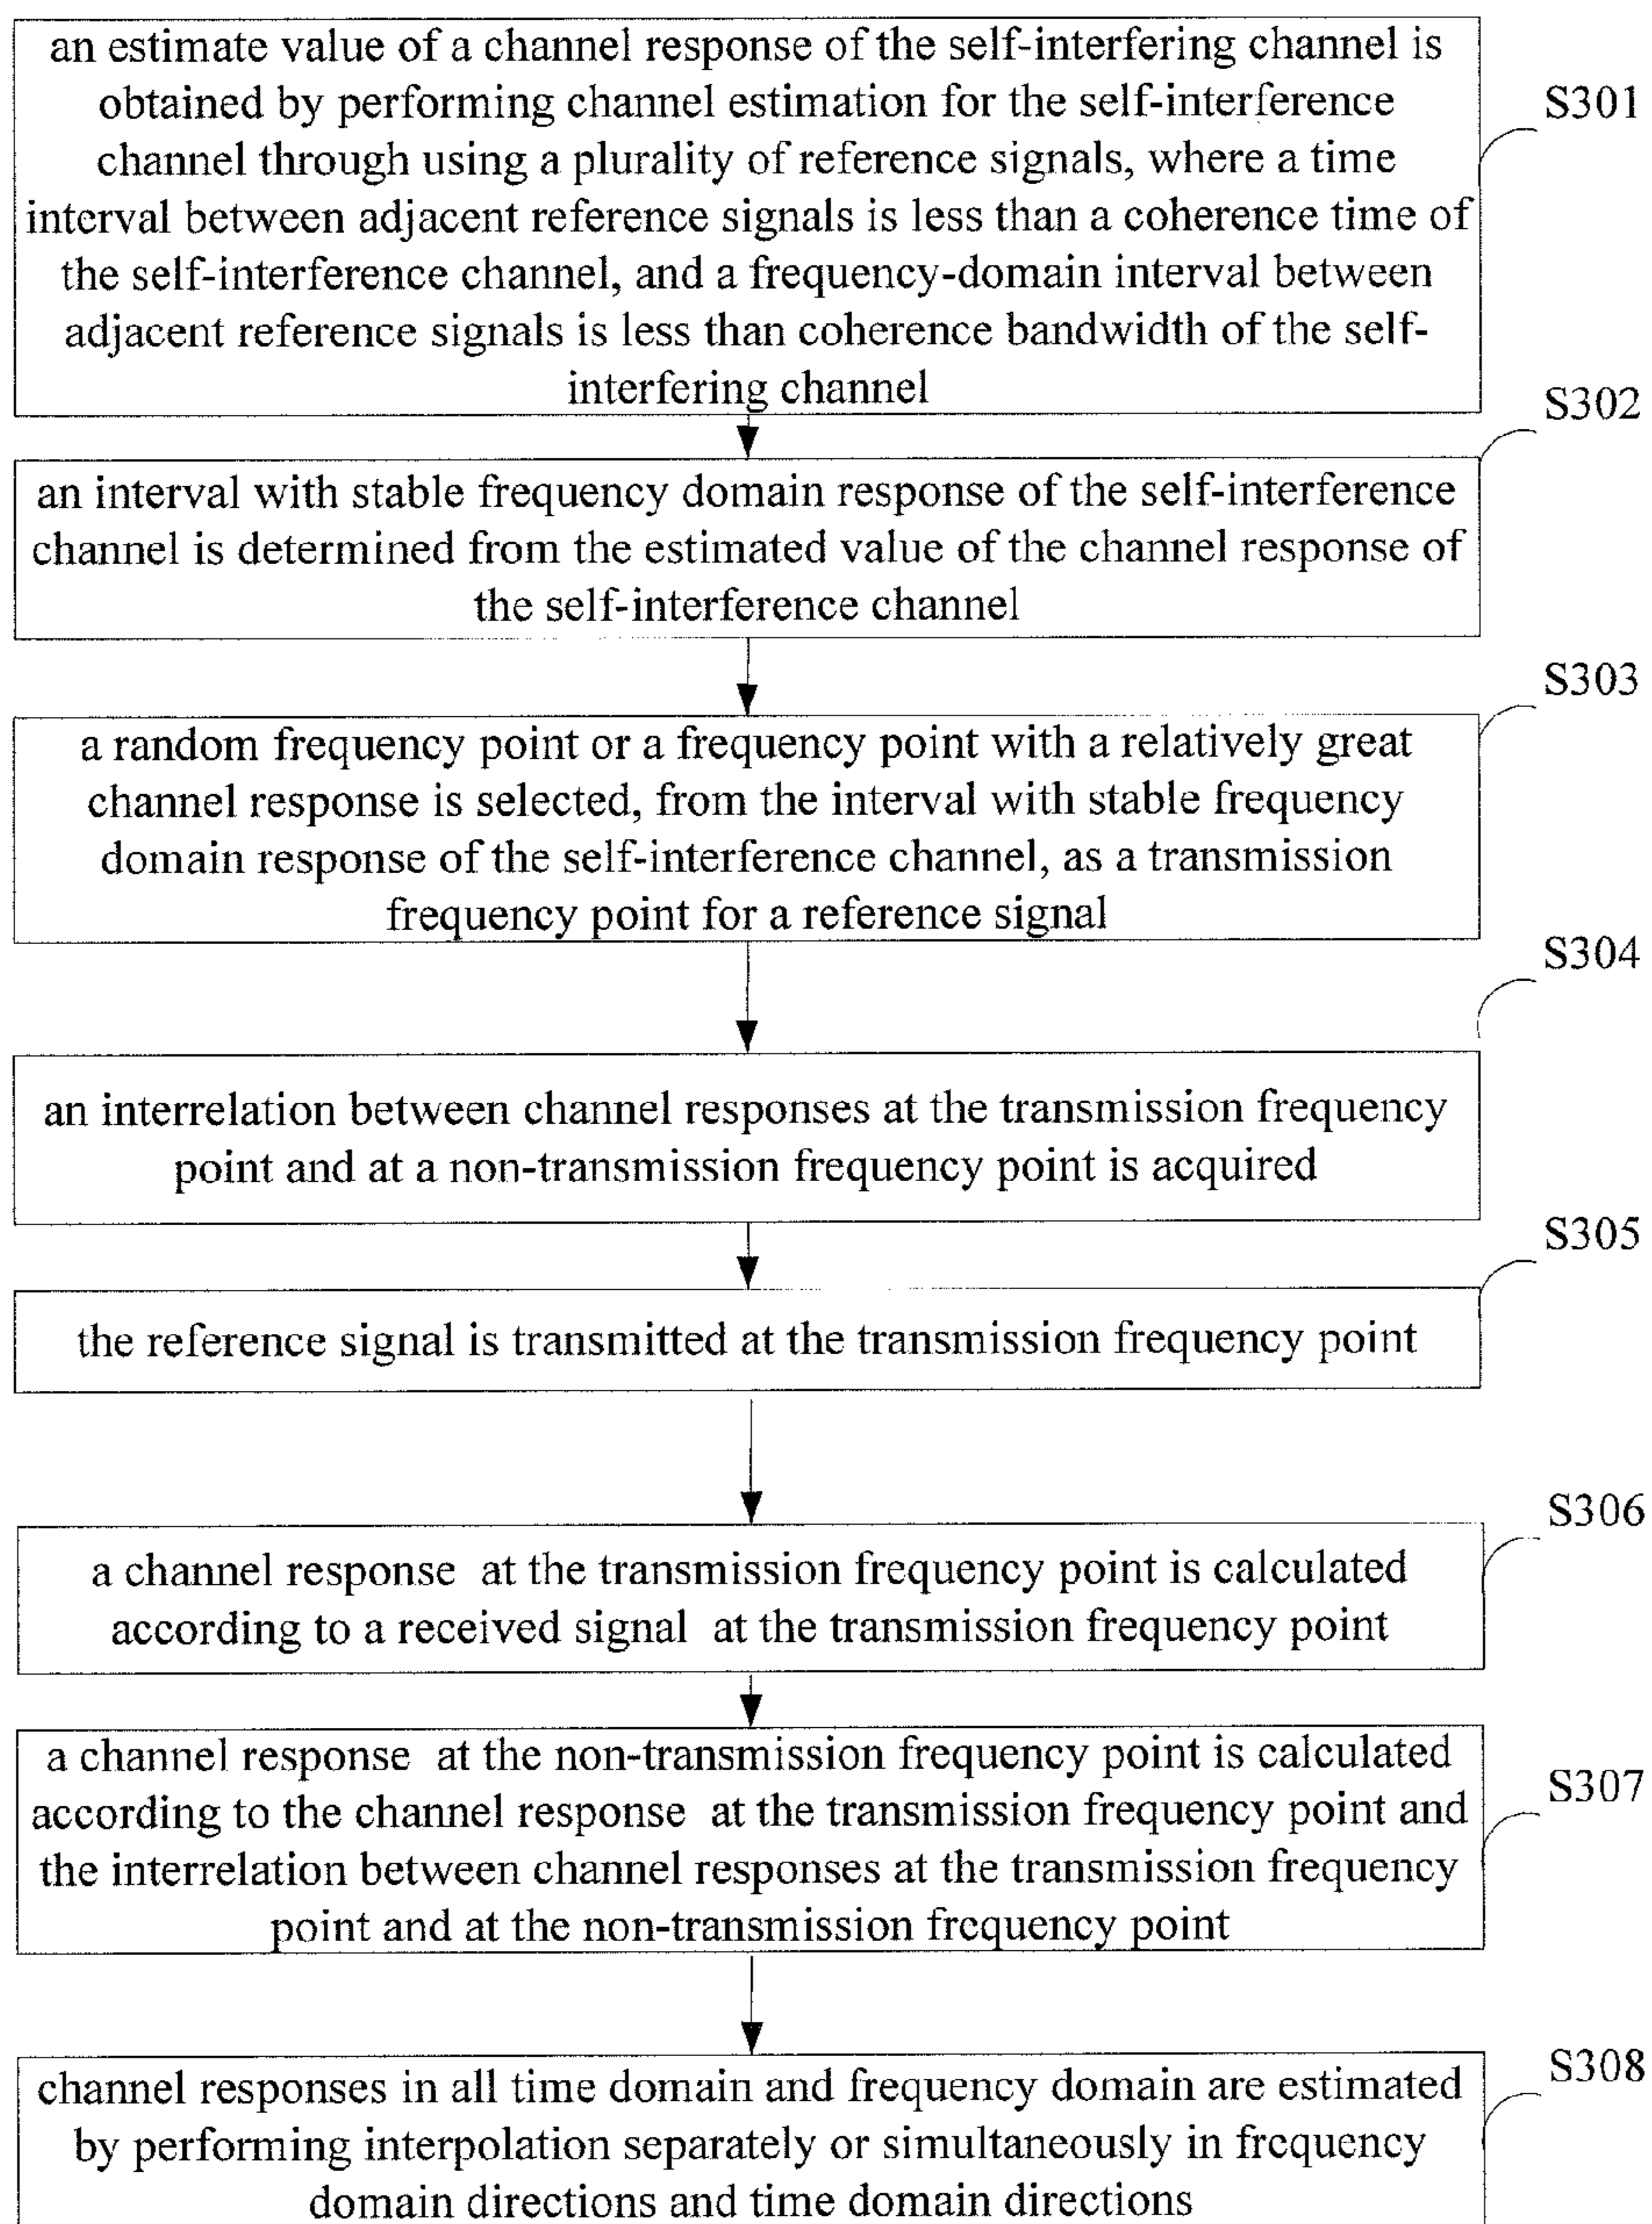 an estimate value of a channel response of the self-interfering channel is
obtained by performing channel estimation for the self-interference
channel through using a plurality of reference signals, where a time
interval between adjacent reference signals is less than a coherence time of
the self-interference channel, and a frequency-domain interval between
adjacent reference signals is less than coherence bandwidth of the self-
interfering channel
S301
an interval with stable frequency domain response of the self-interference
channel is determined from the estimated value of the channel response of
the self-interference channel
S302
a random frequency point or a frequency point with a relatively great
channel response is selected, from the interval with stable frequency
domain response of the self-interference channel, as a transmission
frequency point for a reference signal
S303
an interrelation between channel responses at the transmission frequency
point and at a non-transmission frequency point is acquired
S304
the reference signal is transmitted at the transmission frequency point
S305
a channel response at the transmission frequency point is calculated
according to a received signal at the transmission frequency point
S306
a channel response at the non-transmission frequency point is calculated
according to the channel response at the transmission frequency point and
the interrelation between channel responses at the transmission frequency
point and at the non-transmission frequency point
S307
channel responses in all time domain and frequency domain are estimated
by performing interpolation separately or simultaneously in frequency
domain directions and time domain directions
S308